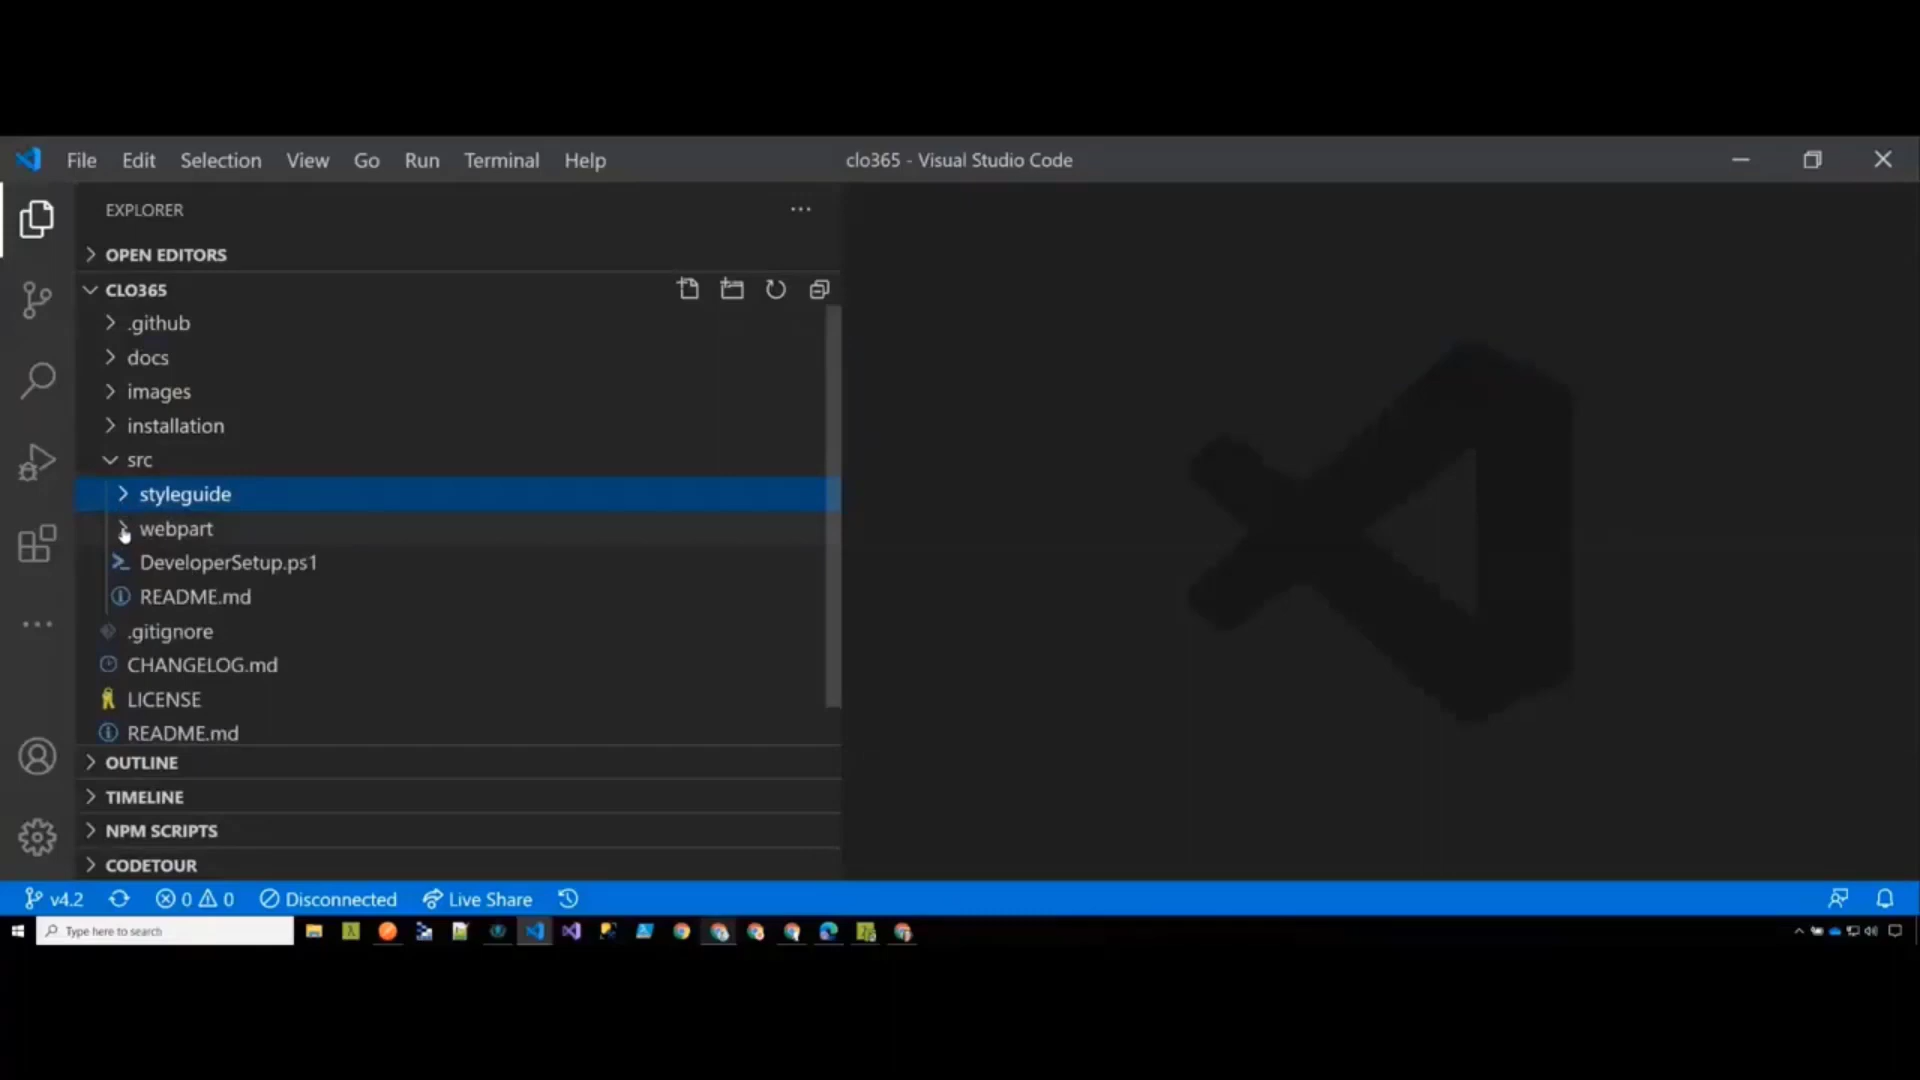 File Edit Selection View Go Run Terminal Help clo365 - Visual Studio Code
EXPLORER
OPEN EDITORS
CLO365
.github
docs
images
installation
src
styleguide
webpart
DeveloperSetup.ps1
README.md
.gitignore
CHANGELOG.md
LICENSE
README.md
OUTLINE
TIMELINE
NPM SCRIPTS
CODETOUR
v4.2 0 0 Disconnected Live Share
Type here to search